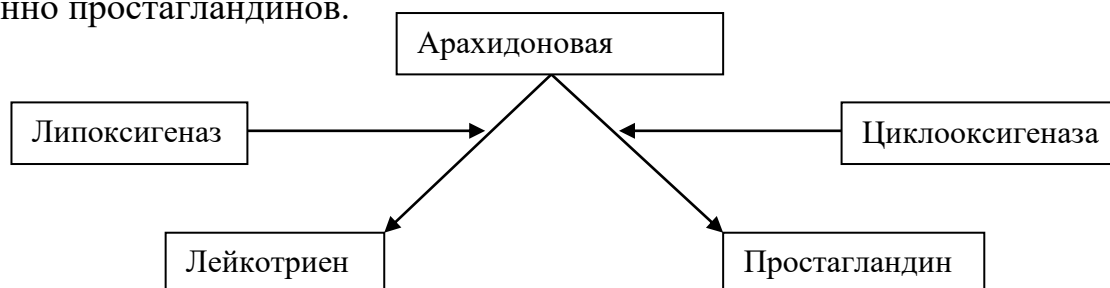 нно простагландинов.
Арахидоновая
Липоксигеназ
Циклооксигеназа
Лейкотриен
Простагландин